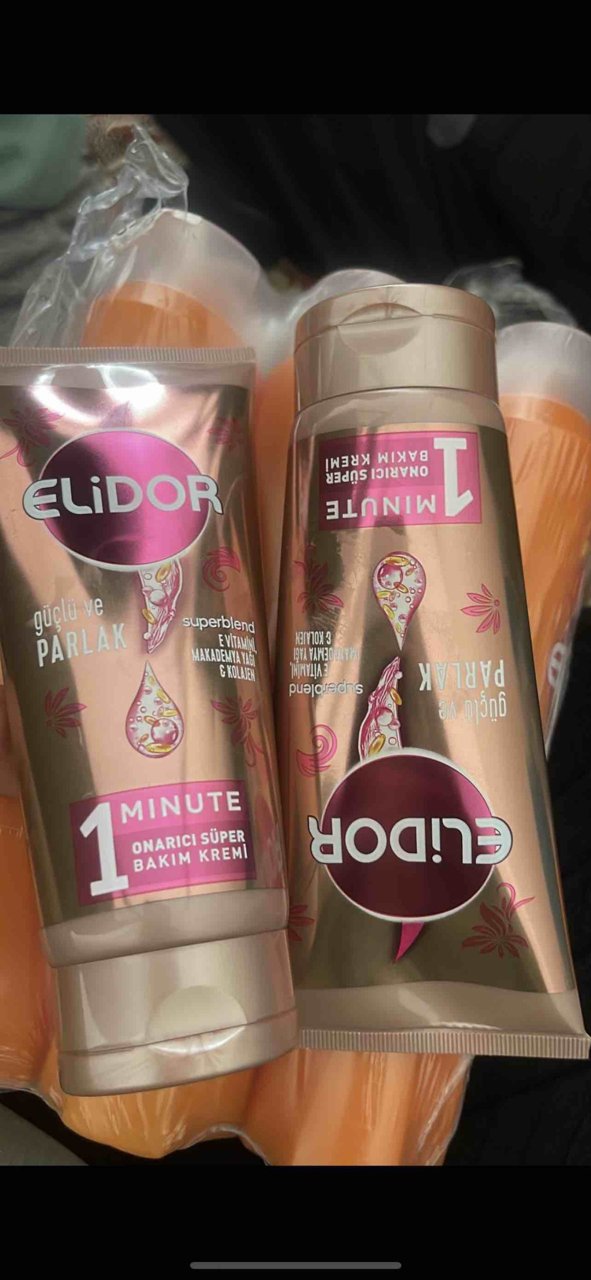 ELiDOR
güçlü ve
PARLAK
superblend
E VİTAMİNİ,
MAKADEMYA YAĞI
& KOLAJEN
1 MINUTE
ONARICI SÜPER
BAKIM KREMİ
ELiDOR
güçlü ve
PARLAK
superblend
E VİTAMİNİ,
MAKADEMYA YAĞI
& KOLAJEN
1 MINUTE
ONARICI SÜPER
BAKIM KREMİ